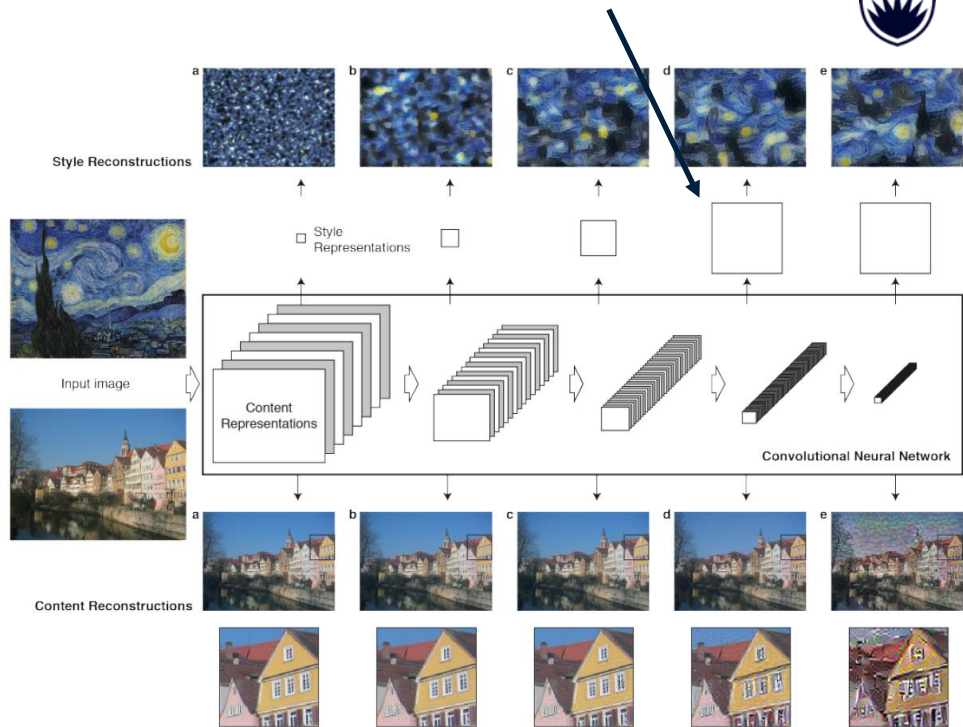 a
b
c
d
e
Style Reconstructions
Style
Representations
Input image
Content
Representations
Convolutional Neural Network
a
b
c
d
e
Content Reconstructions